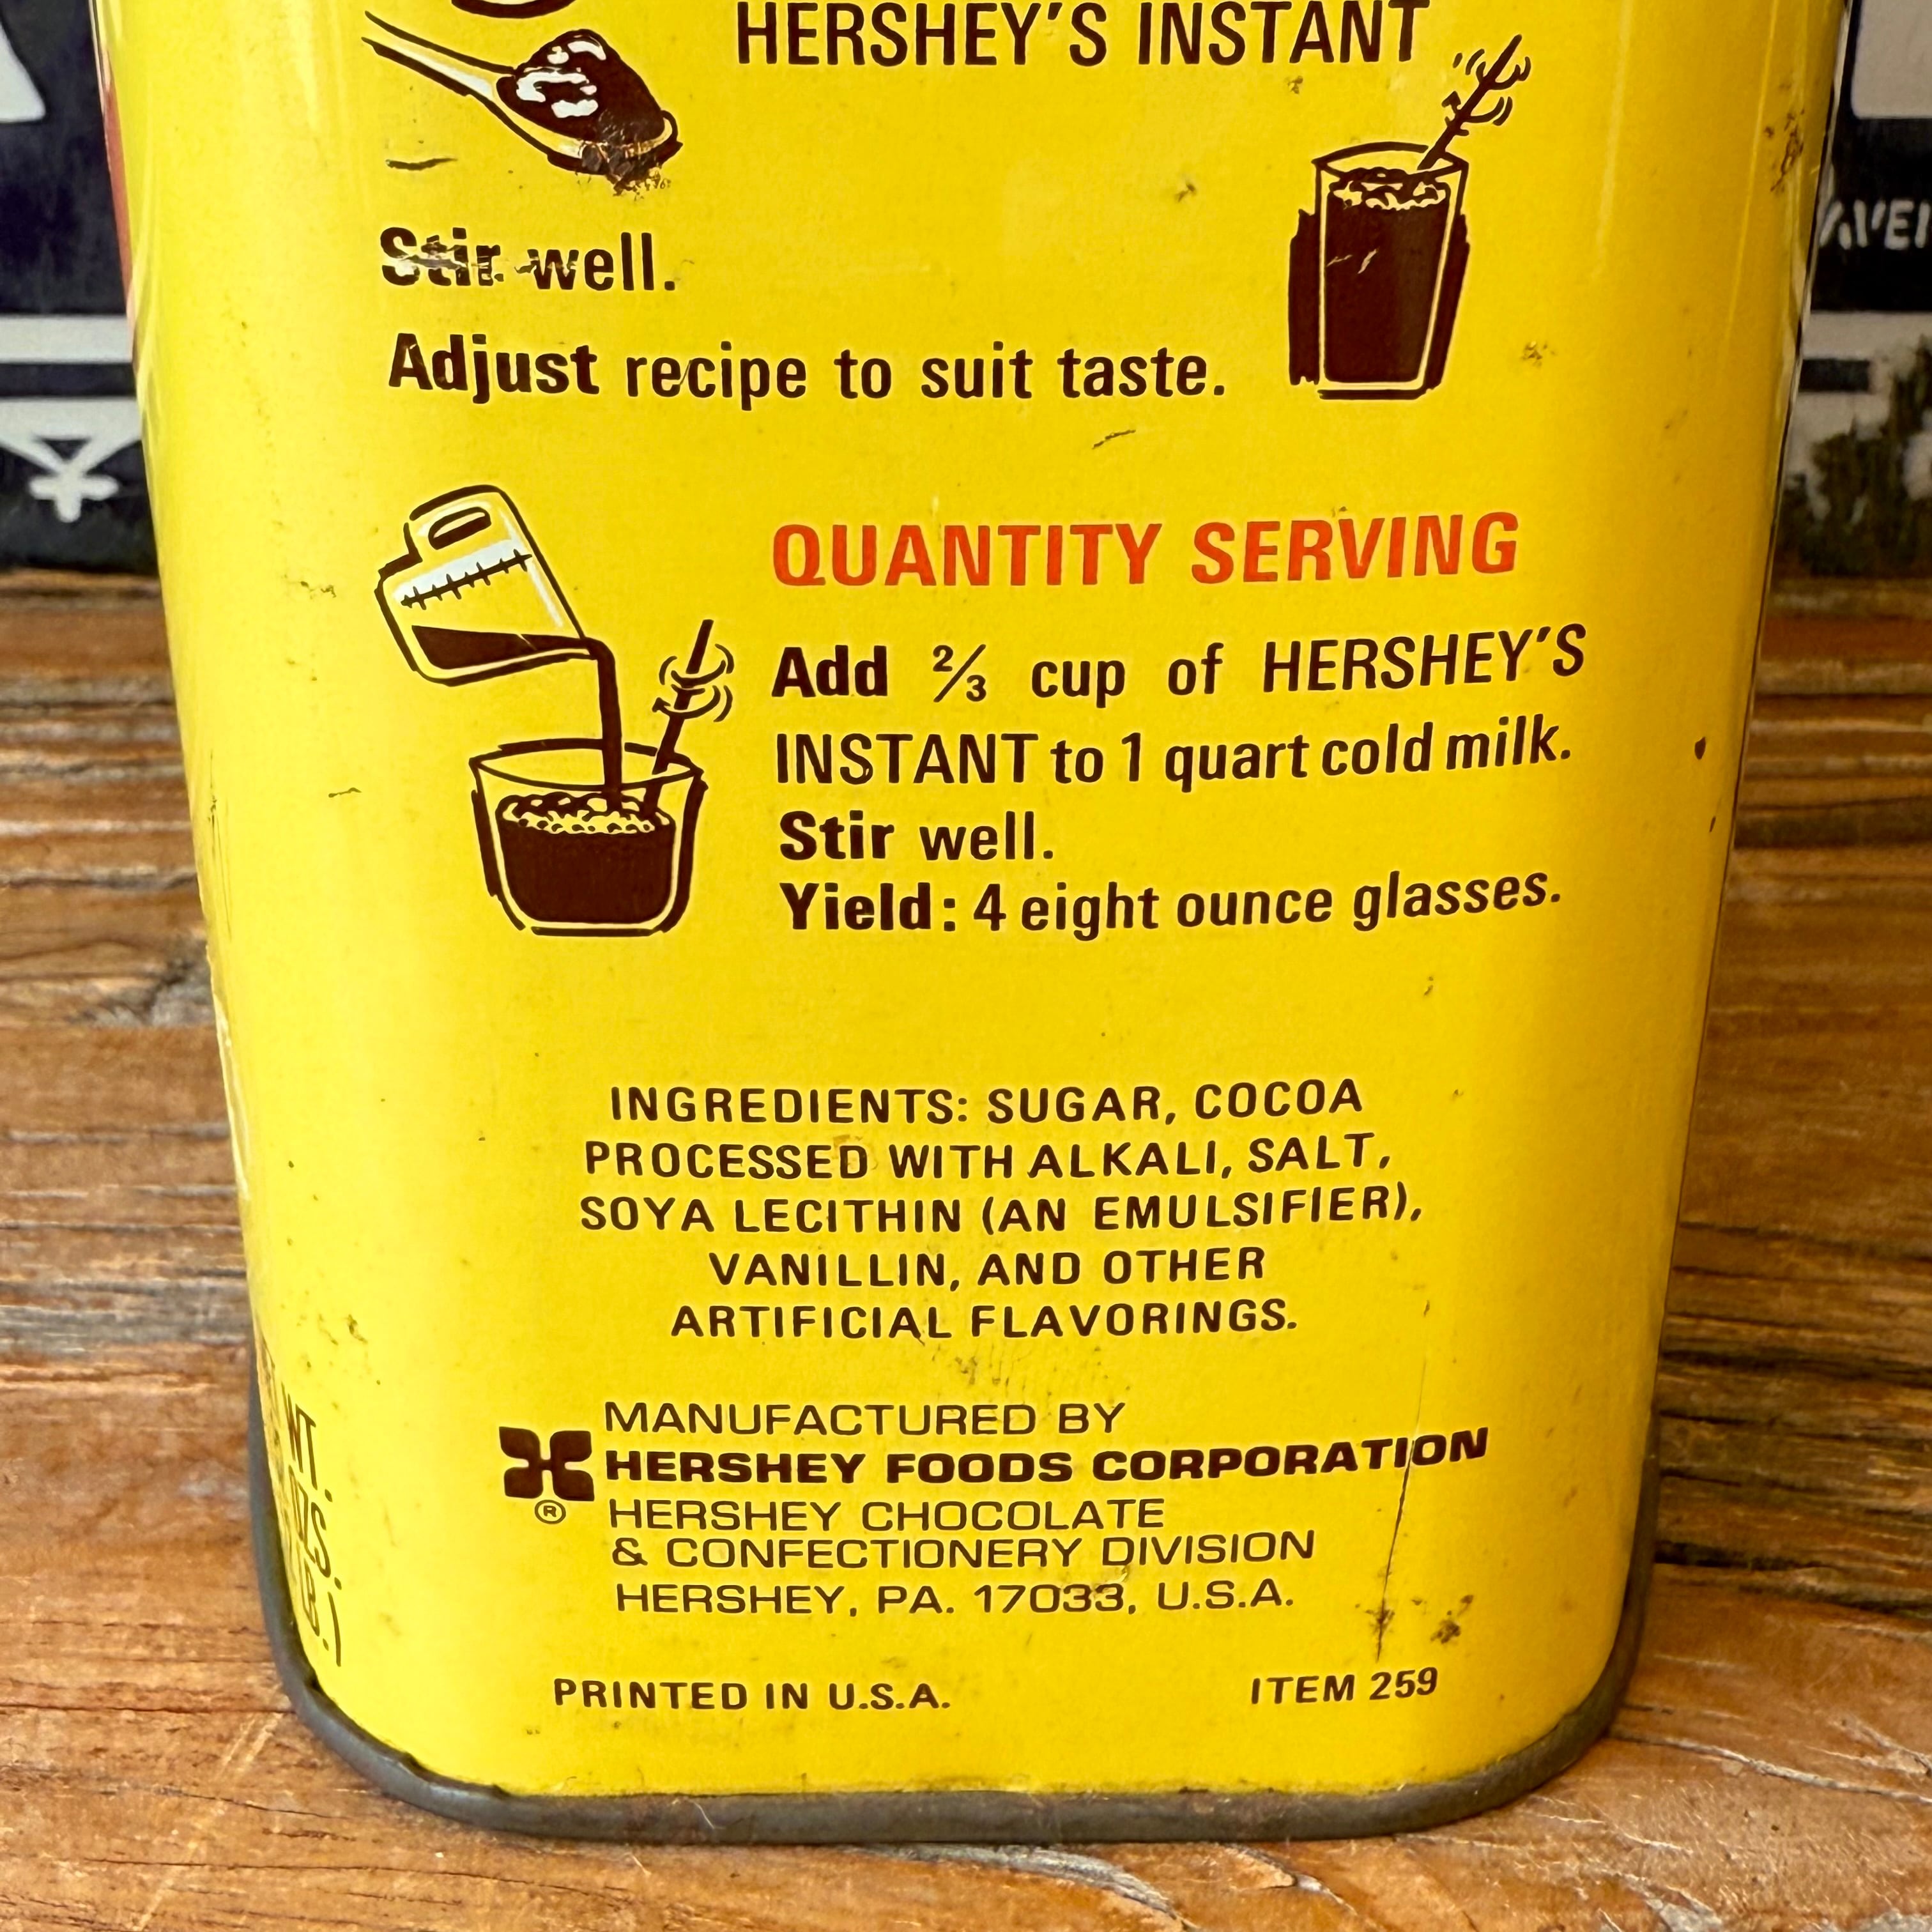 HERSHEY'S INSTANT
Stir well.
Adjust recipe to suit taste.
QUANTITY SERVING
Add ⅔ cup of HERSHEY'S
INSTANT to 1 quart cold milk.
Stir well.
Yield: 4 eight ounce glasses.
INGREDIENTS: SUGAR, COCOA
PROCESSED WITH ALKALI, SALT,
SOYA LECITHIN (AN EMULSIFIER),
VANILLIN, AND OTHER
ARTIFICIAL FLAVORINGS.
MANUFACTURED BY
HERSHEY FOODS CORPORATION
®
HERSHEY CHOCOLATE
& CONFECTIONERY DIVISION
HERSHEY, PA. 17033, U.S.A.
PRINTED IN U.S.A.
ITEM 259
WT.
OZS.
LB.)